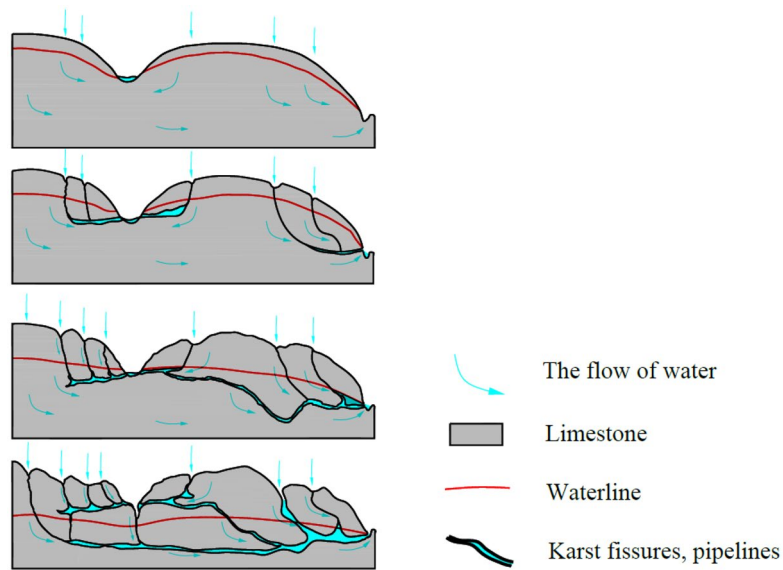 The flow of water
Limestone
Waterline
Karst fissures, pipelines